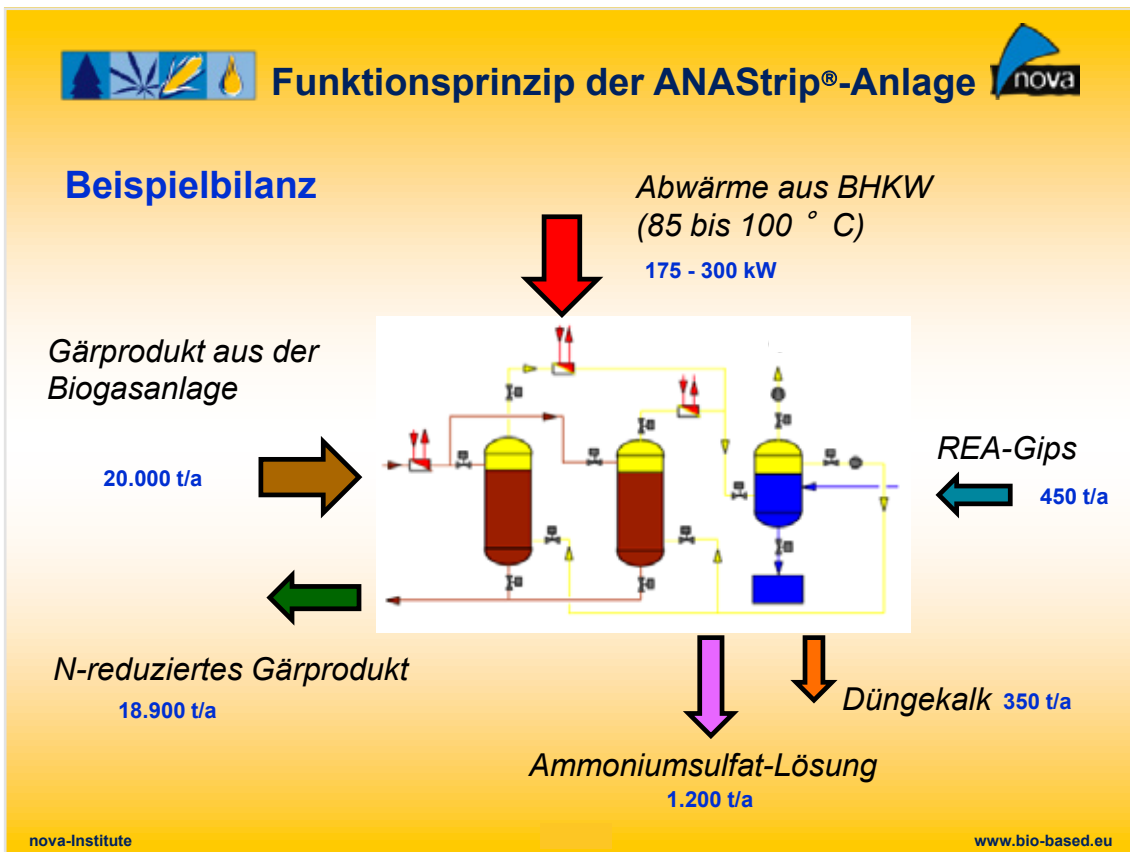 Funktionsprinzip der ANAStrip®-Anlage
nova
Beispielbilanz
Abwärme aus BHKW
(85 bis 100 ° C)
175 - 300 kW
Gärprodukt aus der
Biogasanlage
20.000 t/a
REA-Gips
450 t/a
N-reduziertes Gärprodukt
18.900 t/a
Düngekalk 350 t/a
Ammoniumsulfat-Lösung
1.200 t/a
nova-Institute
www.bio-based.eu